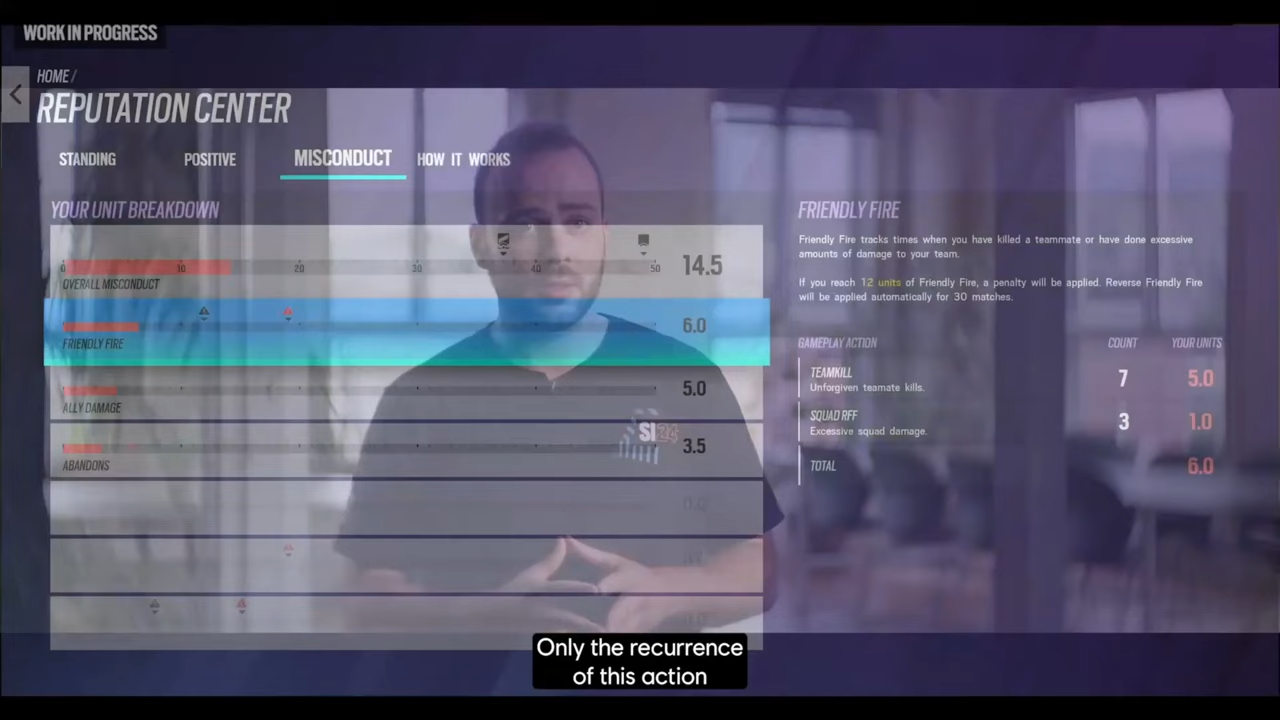 WORK IN PROGRESS
HOME /
REPUTATION CENTER
STANDING POSITIVE MISCONDUCT HOW IT WORKS
YOUR UNIT BREAKDOWN
0 10 20 30 40 50 14.5
OVERALL MISCONDUCT
6.0
FRIENDLY FIRE
5.0
ALLY DAMAGE
3.5
ABANDONS
FRIENDLY FIRE
Friendly Fire tracks times when you have killed a teammate or have done excessive
amounts of damage to your team.
If you reach 12 units of Friendly Fire, a penalty will be applied. Reverse Friendly Fire
will be applied automatically for 30 matches.
GAMEPLAY ACTION COUNT YOUR UNITS
TEAMKILL 7 5.0
Unforgiven teamate kills.
SQUAD RFF 3 1.0
Excessive squad damage.
TOTAL 6.0
SI24
Only the recurrence
of this action